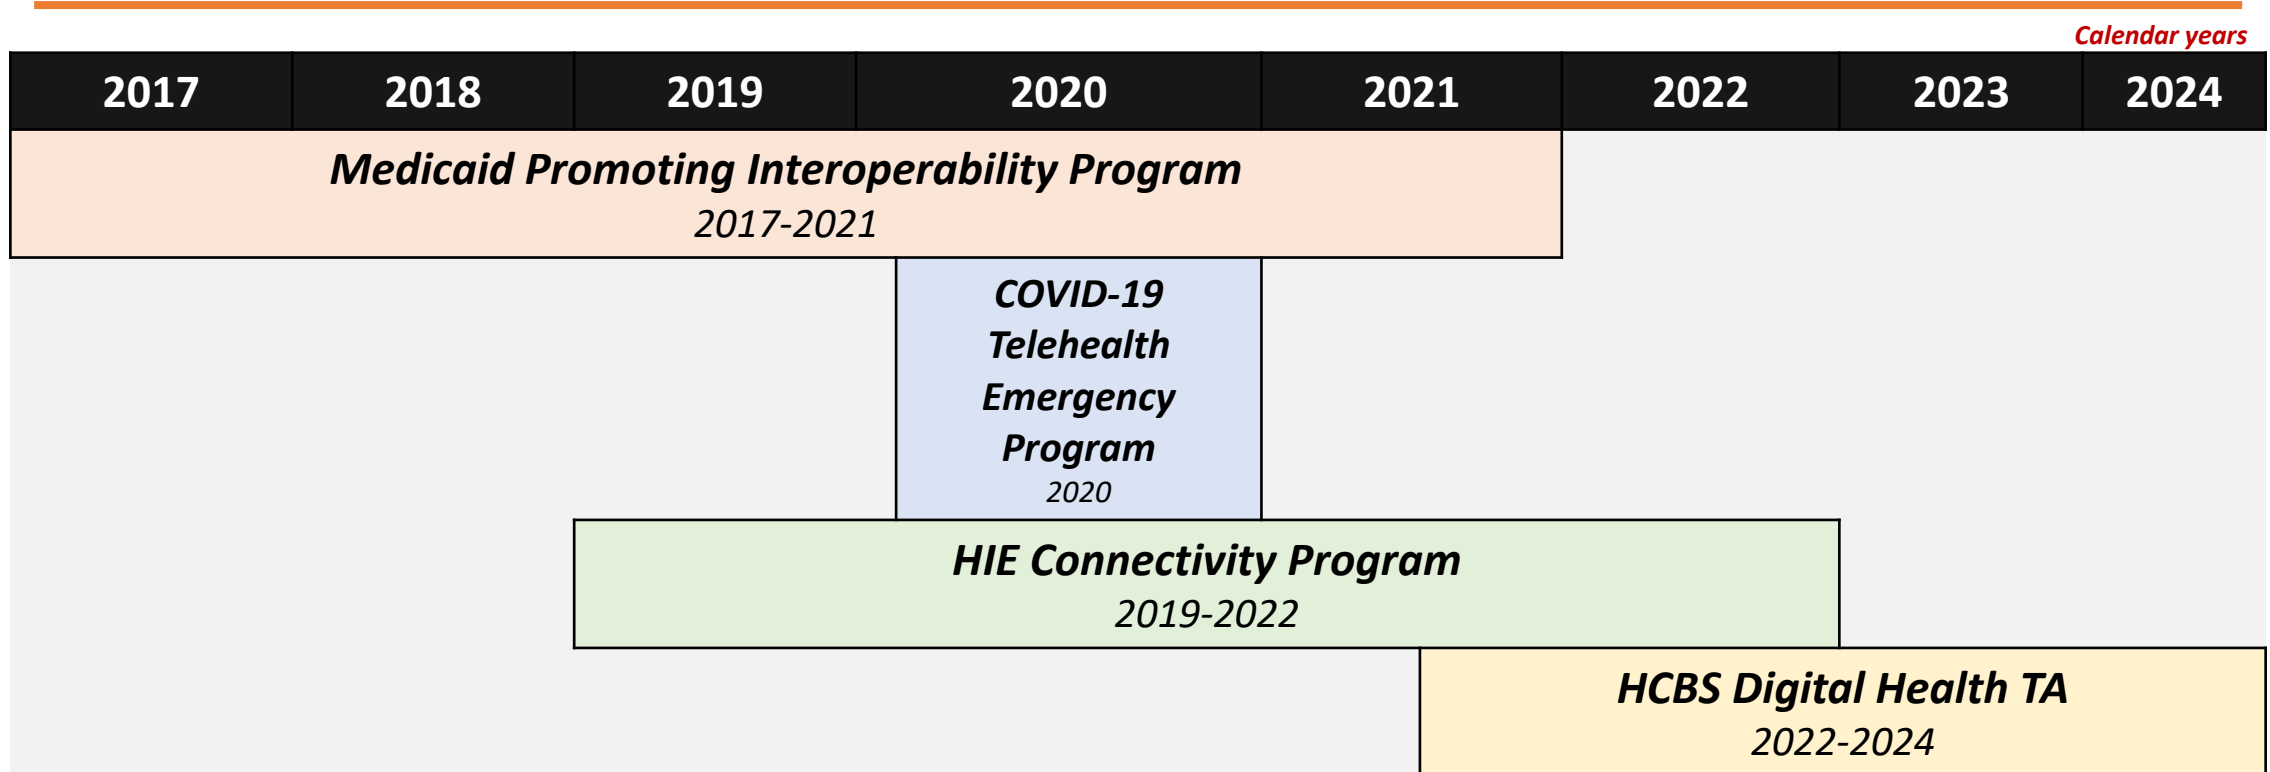 Calendar years
2017 2018 2019 2020 2021 2022 2023 2024
Medicaid Promoting Interoperability Program
2017-2021
COVID-19
Telehealth
Emergency
Program
2020
HIE Connectivity Program
2019-2022
HCBS Digital Health TA
2022-2024